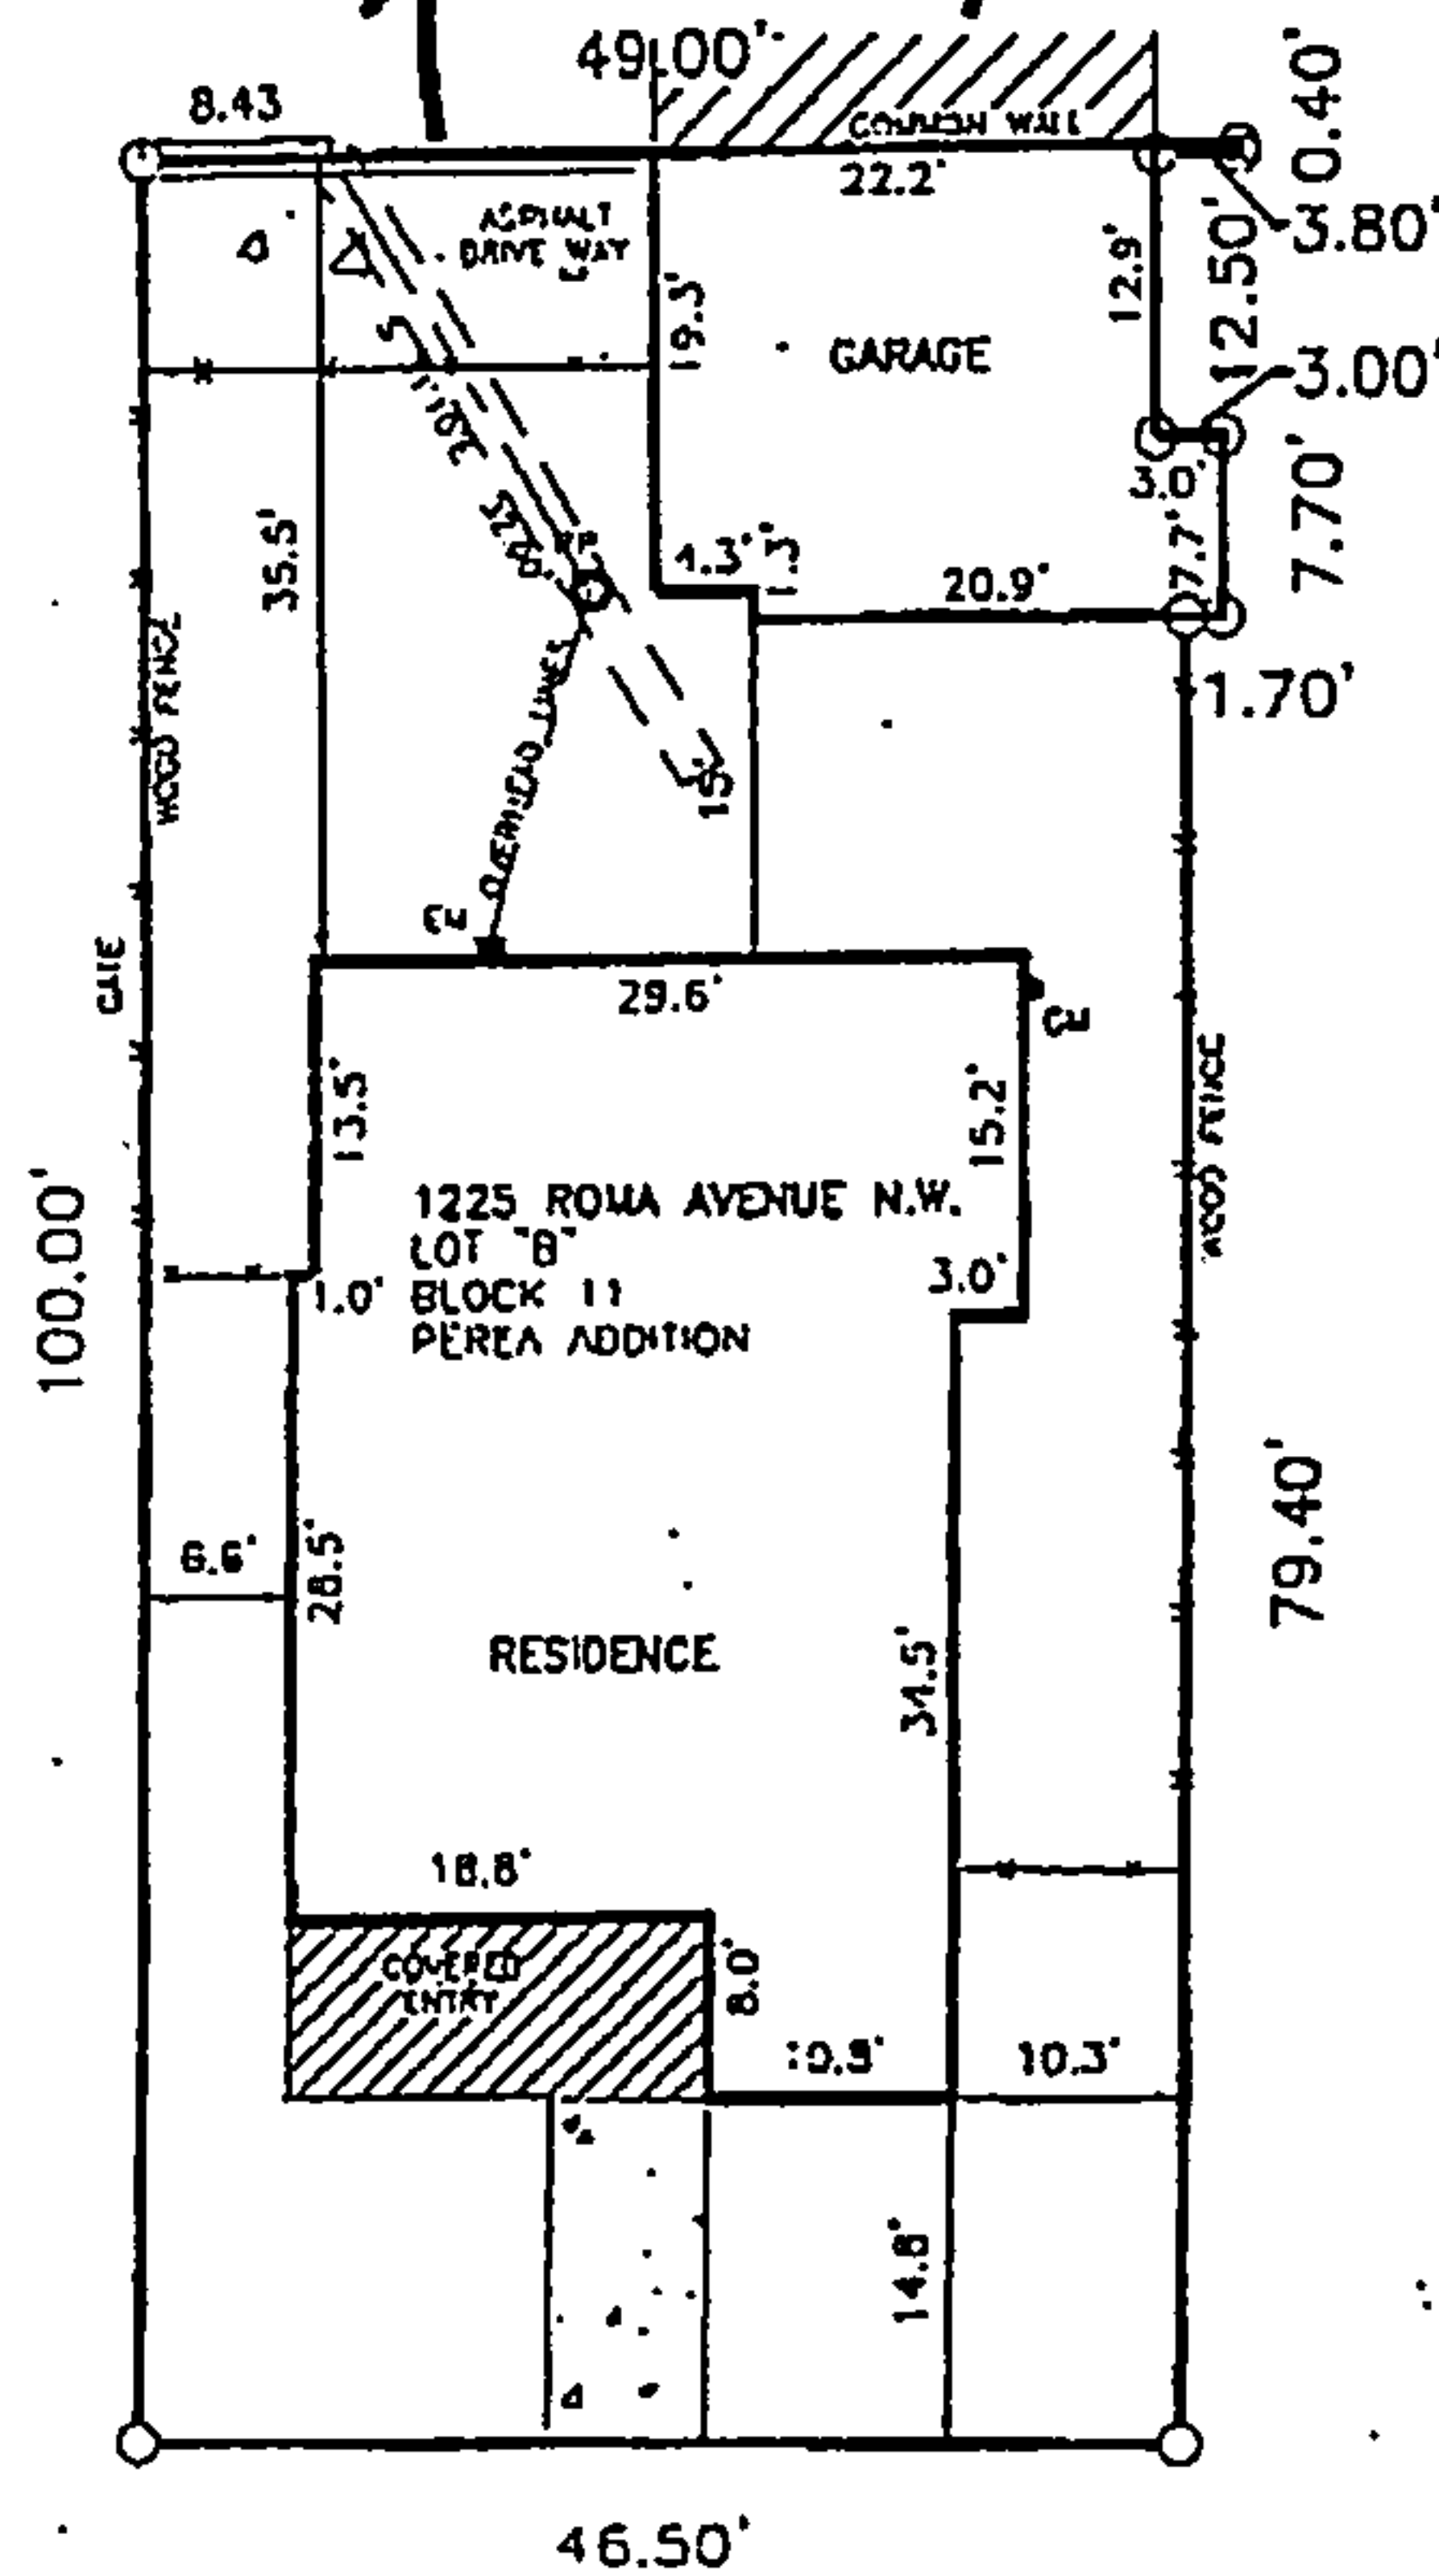 49.00'
8.43
COMMON WALL
22.2'
0.40'
3.80'
12.50'
12.9'
3.00'
ASPHALT
DRIVE WAY
19.3'
GARAGE
3.0'
7.70'
7.7'
4.3'
1.3'
20.9'
1.70'
35.5'
WOOD FENCE
OVERHEAD LINES
15'
GATE
29.6'
13.5'
15.2'
WOOD FENCE
1225 ROMA AVENUE N.W.
LOT "B"
BLOCK 11
PEREA ADDITION
1.0'
3.0'
100.00'
79.40'
6.6'
28.5'
RESIDENCE
34.5'
18.8'
COVERED
ENTRY
8.0'
10.3'
14.8'
46.50'